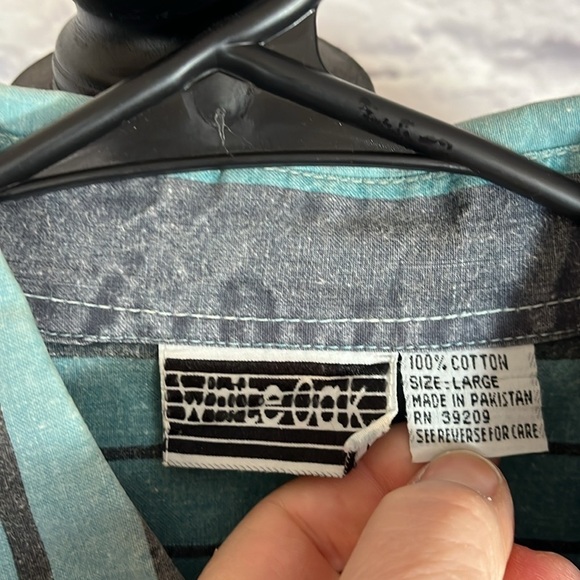 white oak
100% COTTON
SIZE:LARGE
MADE IN PAKISTAN
RN 39209
SEE REVERSE FOR CARE